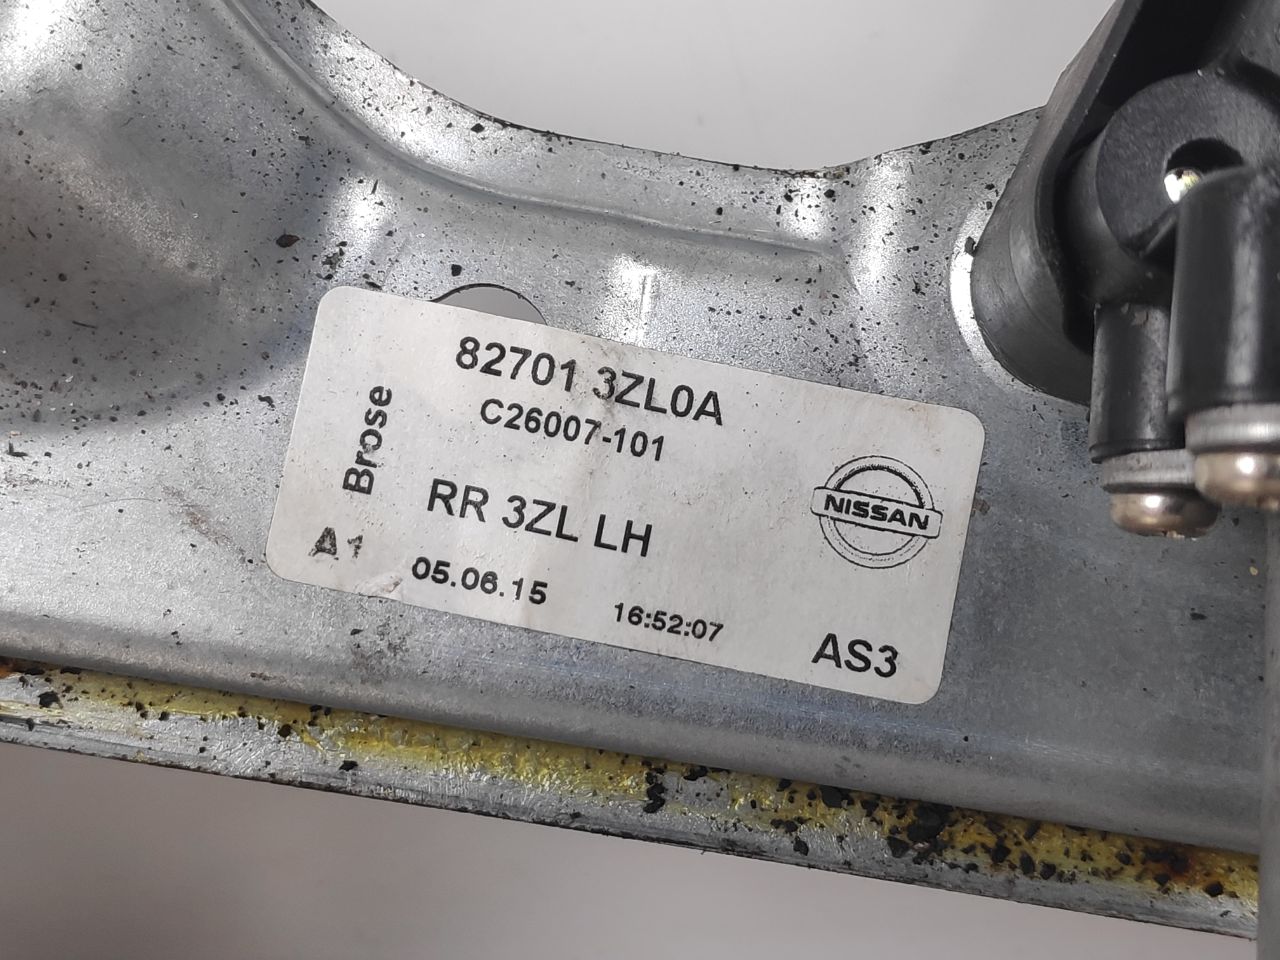 82701 3ZL0A
C26007-101
Brose
RR 3ZL LH
NISSAN
A1
05.06.15
16:52:07
AS3